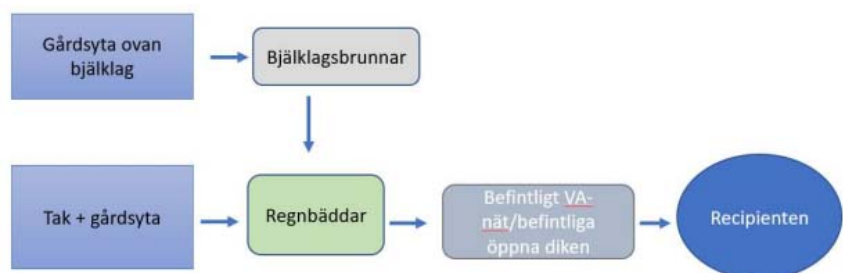 Gårdsyta ovan
bjälklag
Bjälklagsbrunnar
Tak + gårdsyta
Regnbäddar
Befintligt VA-
nät/befintliga
öppna diken
Recipienten